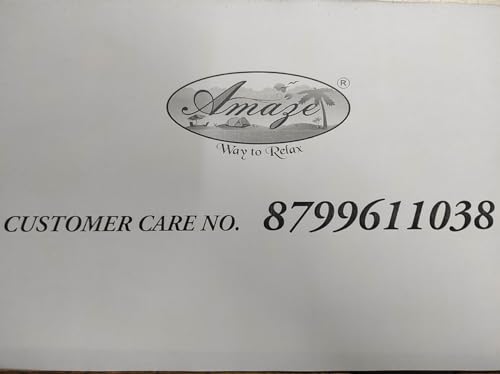 Amaze ®
Way to Relax
CUSTOMER CARE NO. 8799611038